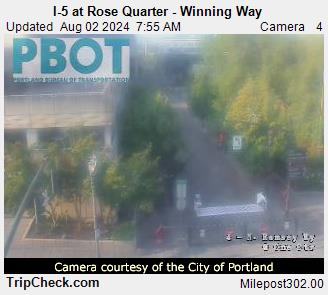 I-5 at Rose Quarter - Winning Way
Updated Aug 02 2024 7:55 AM Camera 4
PBOT
PORTLAND BUREAU OF TRANSPORTATION
Camera courtesy of the City of Portland
TripCheck.com Milepost302.00